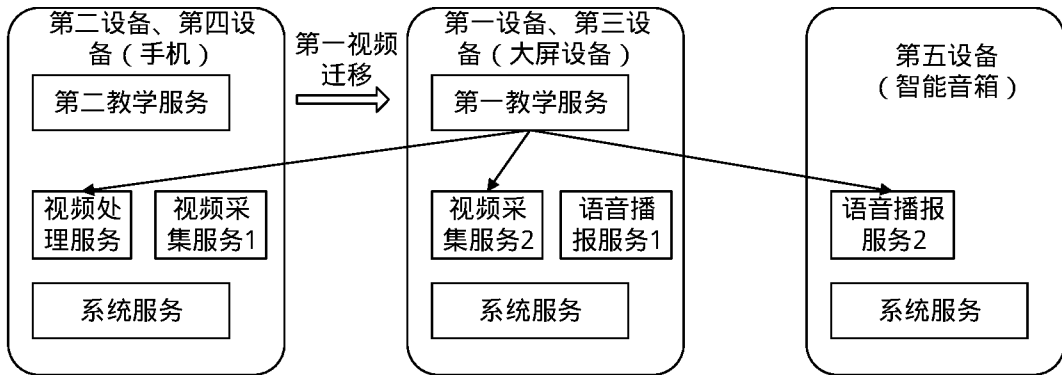 第二设备、第四设
备（手机）
第二教学服务
视频处
理服务
视频采
集服务1
系统服务
第一视频
迁移
第一设备、第三设
备（大屏设备）
第一教学服务
视频采
集服务2
语音播
报服务1
系统服务
第五设备
（智能音箱）
语音播报
服务2
系统服务